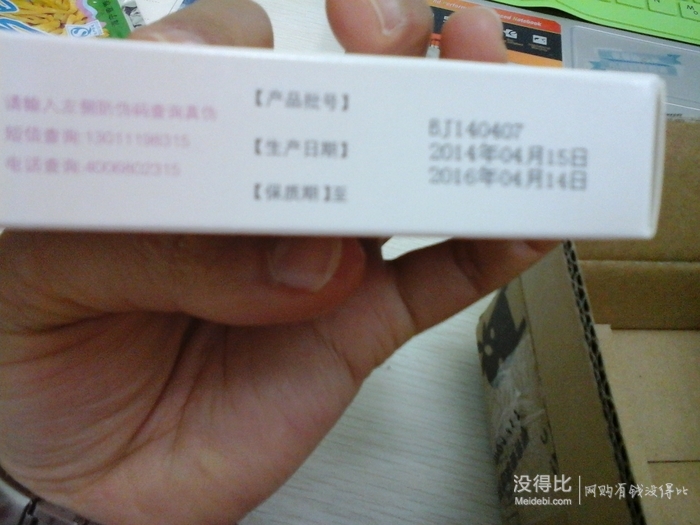 请输入左侧防伪码查询真伪
短信查询:13011198315
电话查询:4006802315
【产品批号】
8J140407
【生产日期】
2014年04月15日
【保质期】至
2016年04月14日
没得比
Meidebi.com
网购有钱没得比